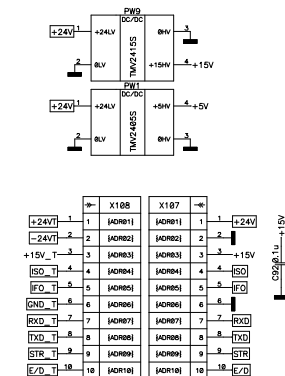 PW9
DC/DC
+24V 1 +24LV 0HV 3
TMV2415S
2 0LV +15HV 4 +15V
PW1
DC/DC
+24V 1 +24LV +5HV 4 +5V
TMV2405S
2 0LV 0HV 3
X108 X107
+24VT 1 1 {ADR01} {ADR01} 1 1 +24V
-24VT 2 2 {ADR02} {ADR02} 2 2
+15V_T 3 3 {ADR03} {ADR03} 3 3 +15V
ISO_T 4 4 {ADR04} {ADR04} 4 4 ISO
IFO_T 5 5 {ADR05} {ADR05} 5 5 IFO
GND_T 6 6 {ADR06} {ADR06} 6 6
RXD_T 7 7 {ADR07} {ADR07} 7 7 RXD
TXD_T 8 8 {ADR08} {ADR08} 8 8 TXD
STR_T 9 9 {ADR09} {ADR09} 9 9 STR
E/D_T 10 10 {ADR10} {ADR10} 10 10 E/D
+15V
C92 0.1u